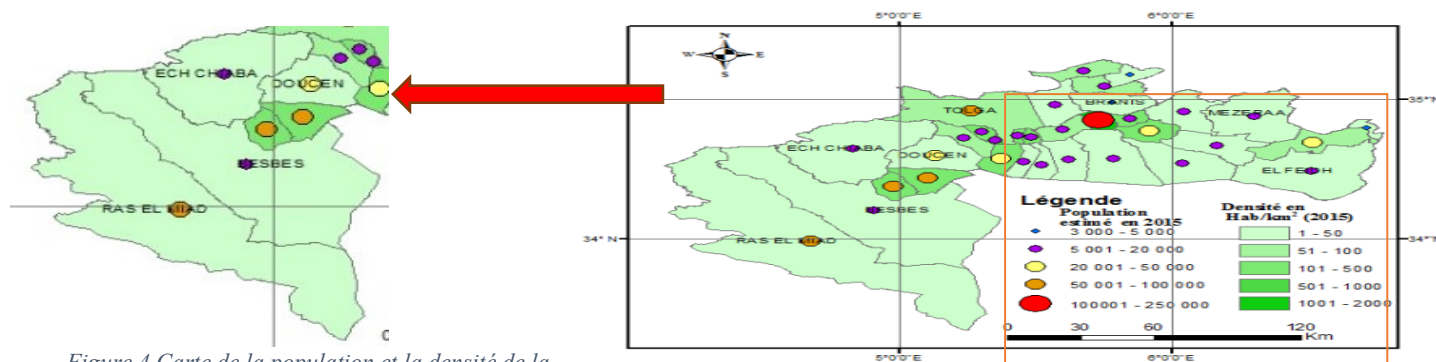 ECH CHAIBA
DOUCEN
BESBES
RAS EL MIAD
Figure 4 Carte de la population et la densité de la
5°0'0"E 6°0'0"E
N
W E
S
35°N
TOLGA
BRANIS
MEZERAA
ECH CHAIBA
DOUCEN
EL FEIDH
BESBES
RAS EL MIAD
34° N 34°N
Légende
Population
estimé en 2015
3 000 - 5 000
5 001 - 20 000
20 001 - 50 000
50 001 - 100 000
100001 - 250 000
Densité en
Hab/km² (2015)
1 - 50
51 - 100
101 - 500
501 - 1000
1001 - 2000
0 30 60 120
Km
5°0'0"E 6°0'0"E